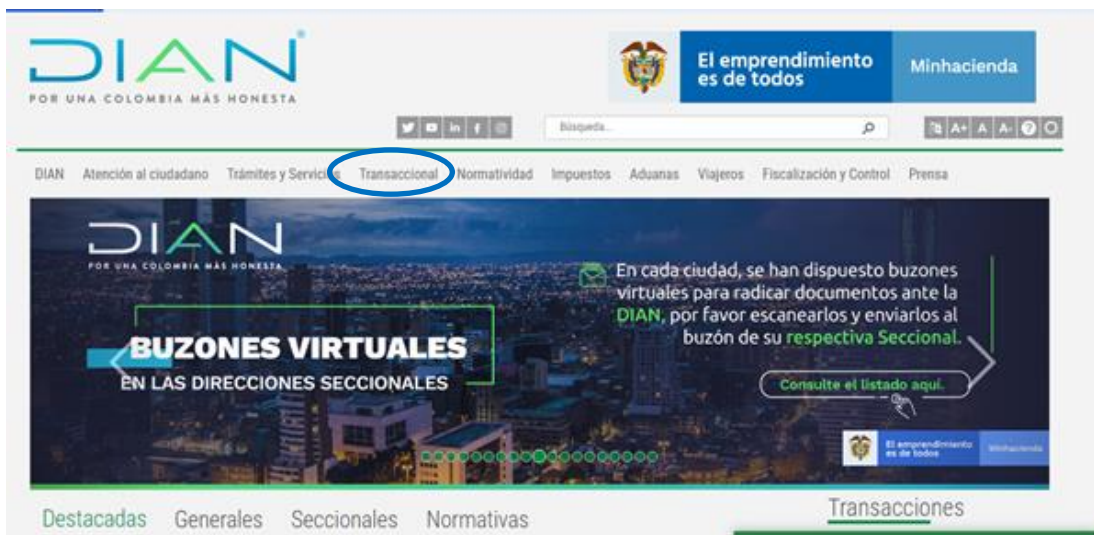 DIAN
POR UNA COLOMBIA MÁS HONESTA
El emprendimiento
es de todos
Minhacienda
Búsqueda...
A+ A A-
DIAN Atención al ciudadano Trámites y Servicios Transaccional Normatividad Impuestos Aduanas Viajeros Fiscalización y Control Prensa
DIAN
POR UNA COLOMBIA MÁS HONESTA
BUZONES VIRTUALES
EN LAS DIRECCIONES SECCIONALES
En cada ciudad, se han dispuesto buzones
virtuales para radicar documentos ante la
DIAN, por favor escanearlos y enviarlos al
buzón de su respectiva Seccional.
Consulte el listado aquí.
El emprendimiento
es de todos
Minhacienda
Destacadas Generales Seccionales Normativas
Transacciones